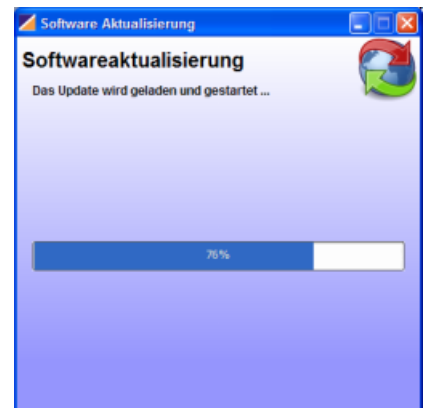 Software Aktualisierung
Softwareaktualisierung
Das Update wird geladen und gestartet ...
76%